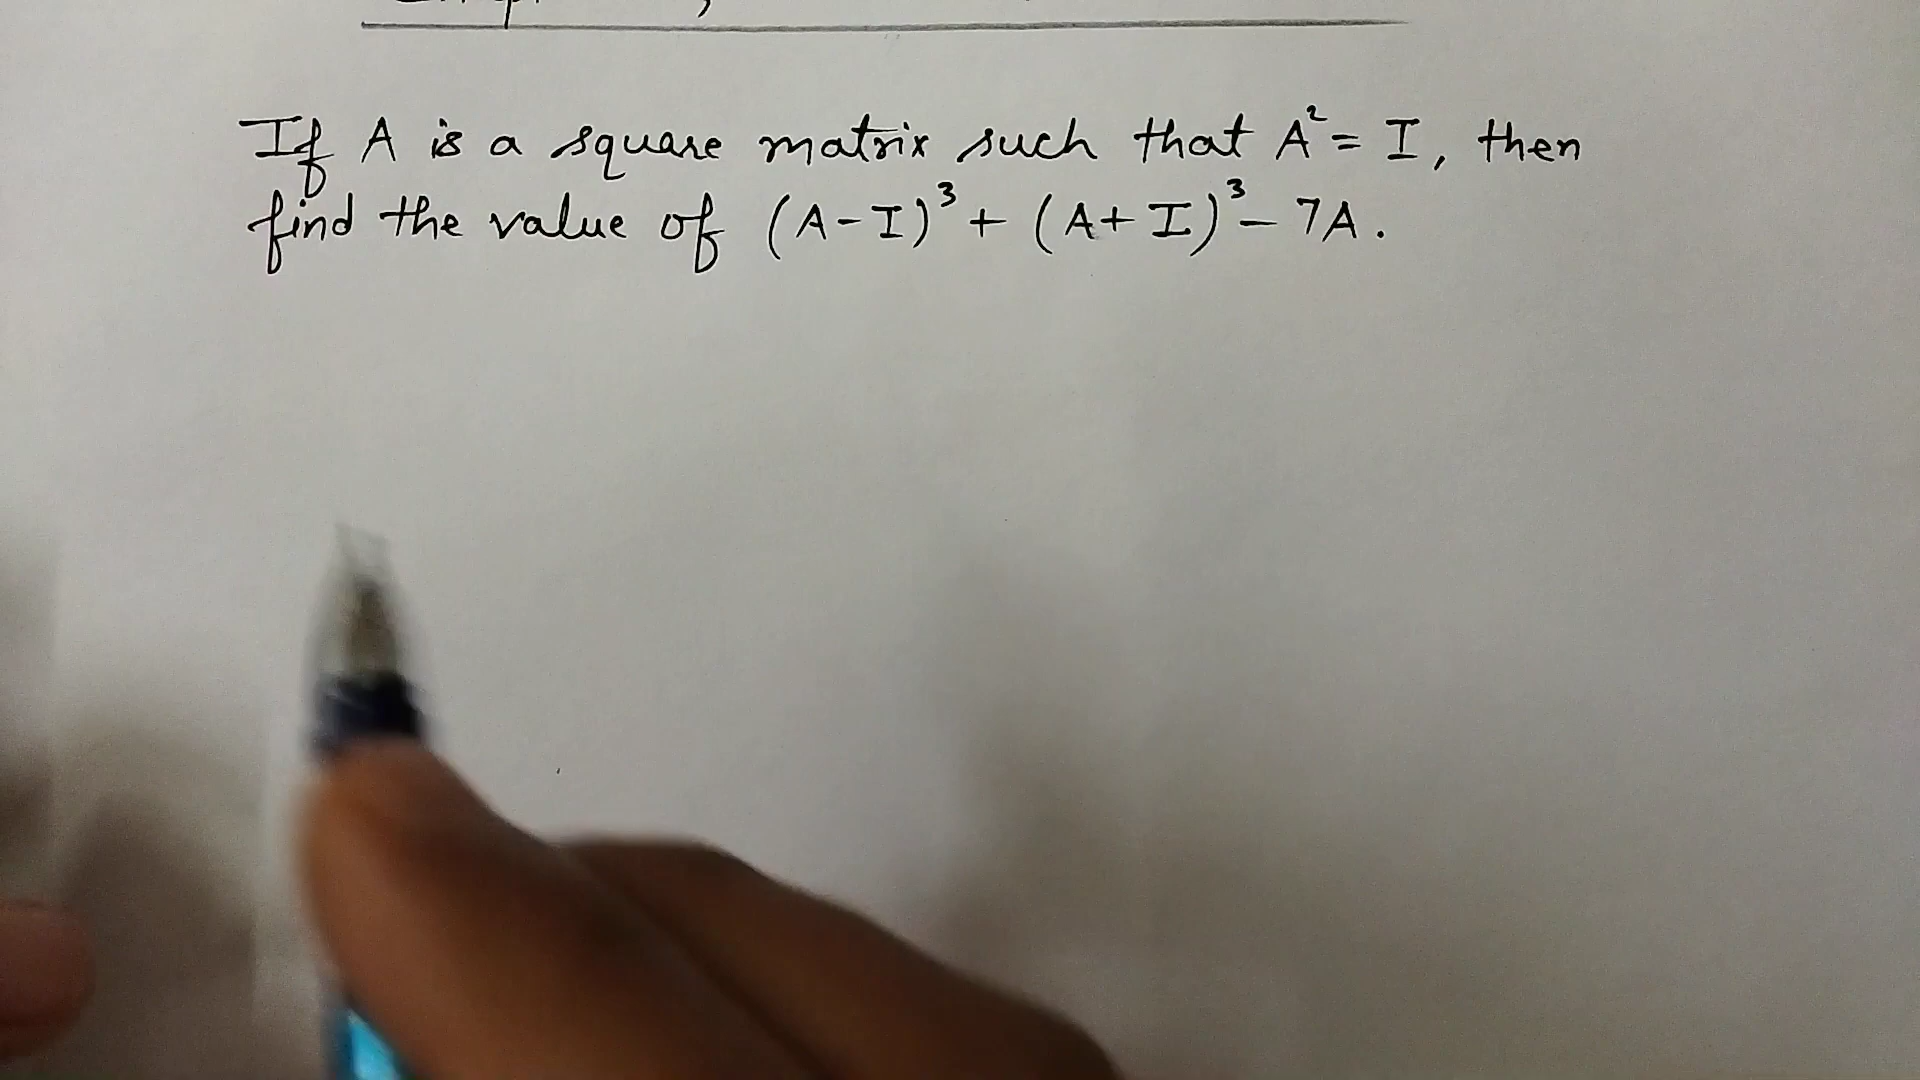 If A is a square matrix such that A² = I, then
find the value of (A-I)³ + (A+I)³ - 7A.